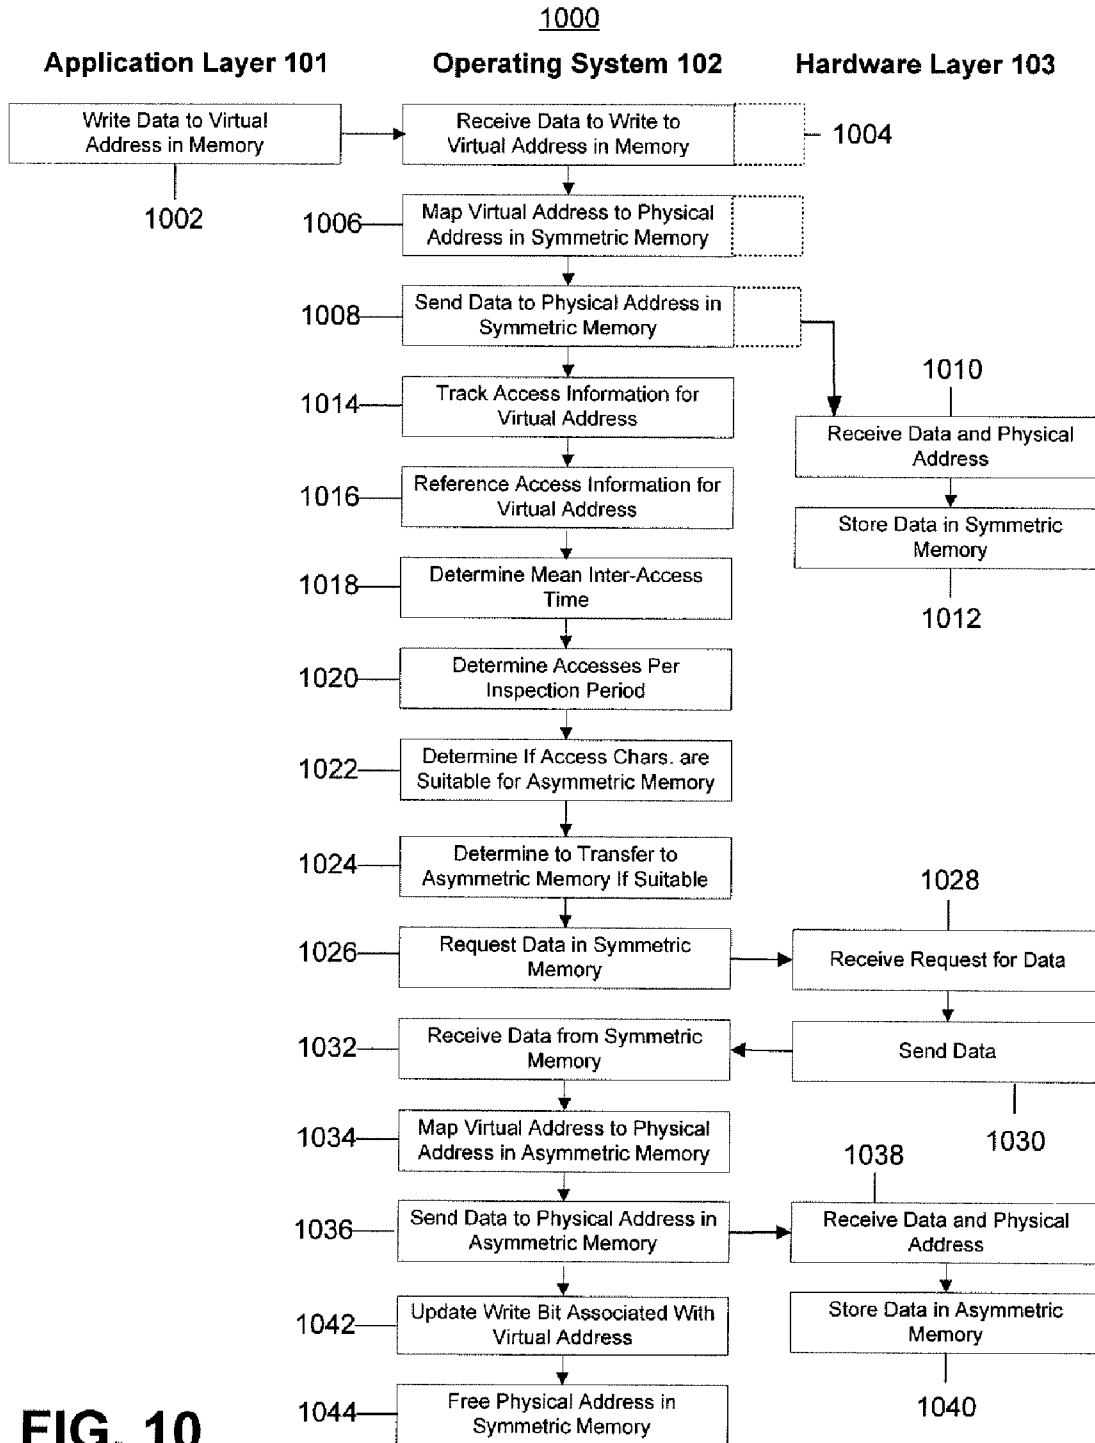 1000
Application Layer 101
Operating System 102
Hardware Layer 103
Write Data to Virtual
Address in Memory
1002
Receive Data to Write to
Virtual Address in Memory
1004
1006
Map Virtual Address to Physical
Address in Symmetric Memory
1008
Send Data to Physical Address in
Symmetric Memory
1010
Receive Data and Physical
Address
Store Data in Symmetric
Memory
1012
1014
Track Access Information for
Virtual Address
1016
Reference Access Information for
Virtual Address
1018
Determine Mean Inter-Access
Time
1020
Determine Accesses Per
Inspection Period
1022
Determine If Access Chars. are
Suitable for Asymmetric Memory
1024
Determine to Transfer to
Asymmetric Memory If Suitable
1026
Request Data in Symmetric
Memory
1028
Receive Request for Data
Send Data
1030
1032
Receive Data from Symmetric
Memory
1034
Map Virtual Address to Physical
Address in Asymmetric Memory
1036
Send Data to Physical Address in
Asymmetric Memory
1038
Receive Data and Physical
Address
Store Data in Asymmetric
Memory
1040
1042
Update Write Bit Associated With
Virtual Address
1044
Free Physical Address in
Symmetric Memory
FIG. 10